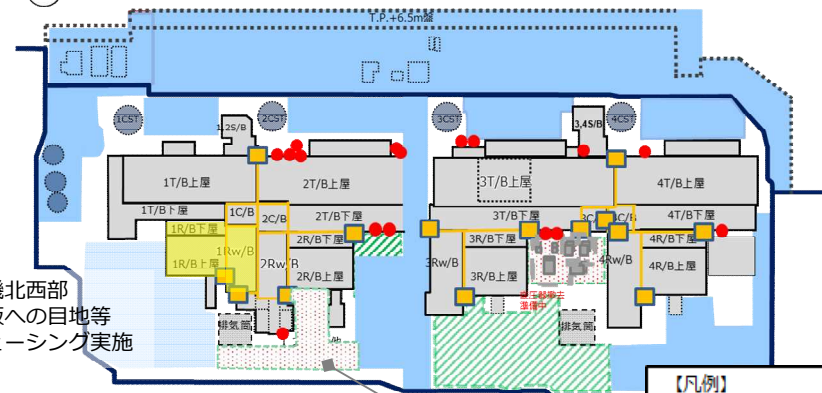 T.P.+6.5m盤
1CST
2CST
3CST
4CST
1,2S/B
3,4S/B
1T/B上屋
2T/B上屋
3T/B上屋
4T/B上屋
1T/B下屋
1C/B
2C/B
2T/B下屋
3T/B下屋
4T/B下屋
1R/B下屋
2R/B下屋
3R/B下屋
4R/B下屋
1R/B上屋
1Rw/B
2Rw/B
2R/B上屋
3Rw/B
3R/B上屋
4Rw/B
4R/B上屋
北西部
への目地等
ーシング実施
排気筒
準備中
排気筒
【凡例】